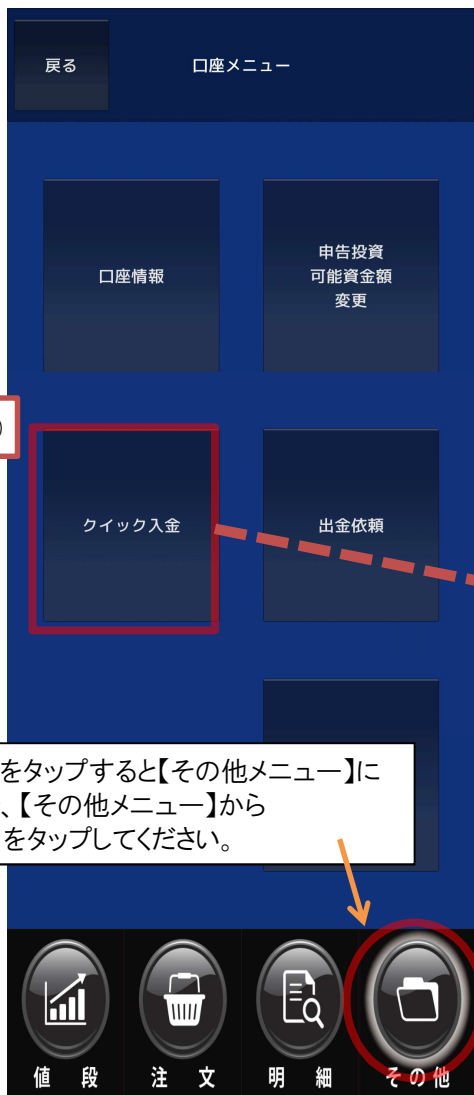 戻る
口座メニュー
口座情報
申告投資
可能資金額
変更
)
クイック入金
出金依頼
をタップすると【その他メニュー】に
、【その他メニュー】から
をタップしてください。
値 段
注 文
明 細
その他